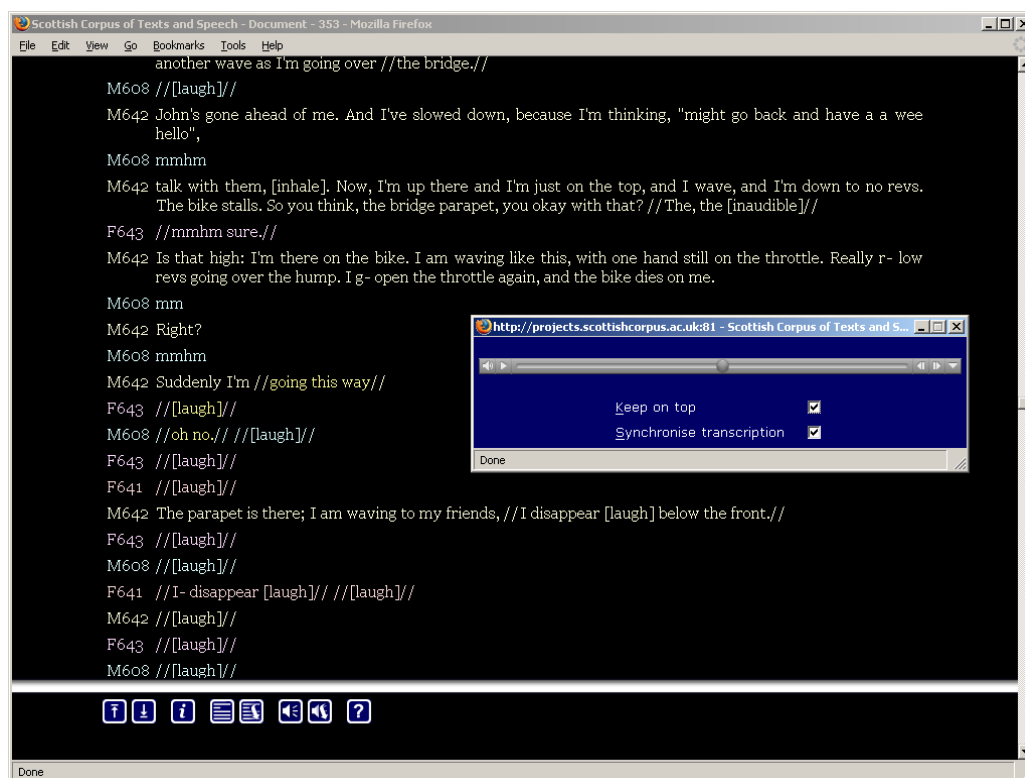 Scottish Corpus of Texts and Speech - Document - 353 - Mozilla Firefox
File Edit View Go Bookmarks Tools Help
another wave as I'm going over //the bridge.//
M608 //[laugh]//
M642 John's gone ahead of me. And I've slowed down, because I'm thinking, "might go back and have a a wee
hello",
M608 mmhm
M642 talk with them, [inhale]. Now, I'm up there and I'm just on the top, and I wave, and I'm down to no revs.
The bike stalls. So you think, the bridge parapet, you okay with that? //The, the [inaudible]//
F643 //mmhm sure.//
M642 Is that high: I'm there on the bike. I am waving like this, with one hand still on the throttle. Really r- low
revs going over the hump. I g- open the throttle again, and the bike dies on me.
M608 mm
M642 Right?
M608 mmhm
M642 Suddenly I'm //going this way//
F643 //[laugh]//
M608 //oh no.// //[laugh]//
F643 //[laugh]//
F641 //[laugh]//
M642 The parapet is there; I am waving to my friends, //I disappear [laugh] below the front.//
F643 //[laugh]//
M608 //[laugh]//
F641 //I- disappear [laugh]// //[laugh]//
M642 //[laugh]//
F643 //[laugh]//
M608 //[laugh]//
http://projects.scottishcorpus.ac.uk:81 - Scottish Corpus of Texts and S...
Keep on top
Synchronise transcription
Done
i ?
Done